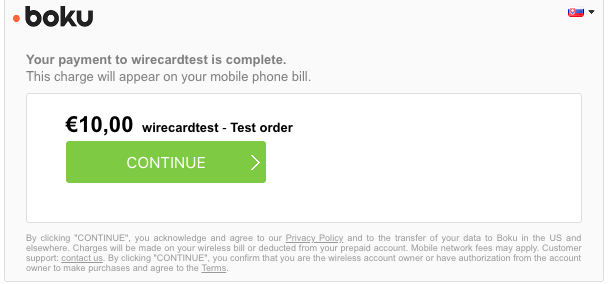 boku
Your payment to wirecardtest is complete.
This charge will appear on your mobile phone bill.
€10,00 wirecardtest - Test order
CONTINUE
By clicking "CONTINUE", you acknowledge and agree to our Privacy Policy and to the transfer of your data to Boku in the US and
elsewhere. Charges will be made on your wireless bill or deducted from your prepaid account. Mobile network fees may apply. Customer
support: contact us. By clicking "CONTINUE", you confirm that you are the wireless account owner or have authorization from the account
owner to make purchases and agree to the Terms.